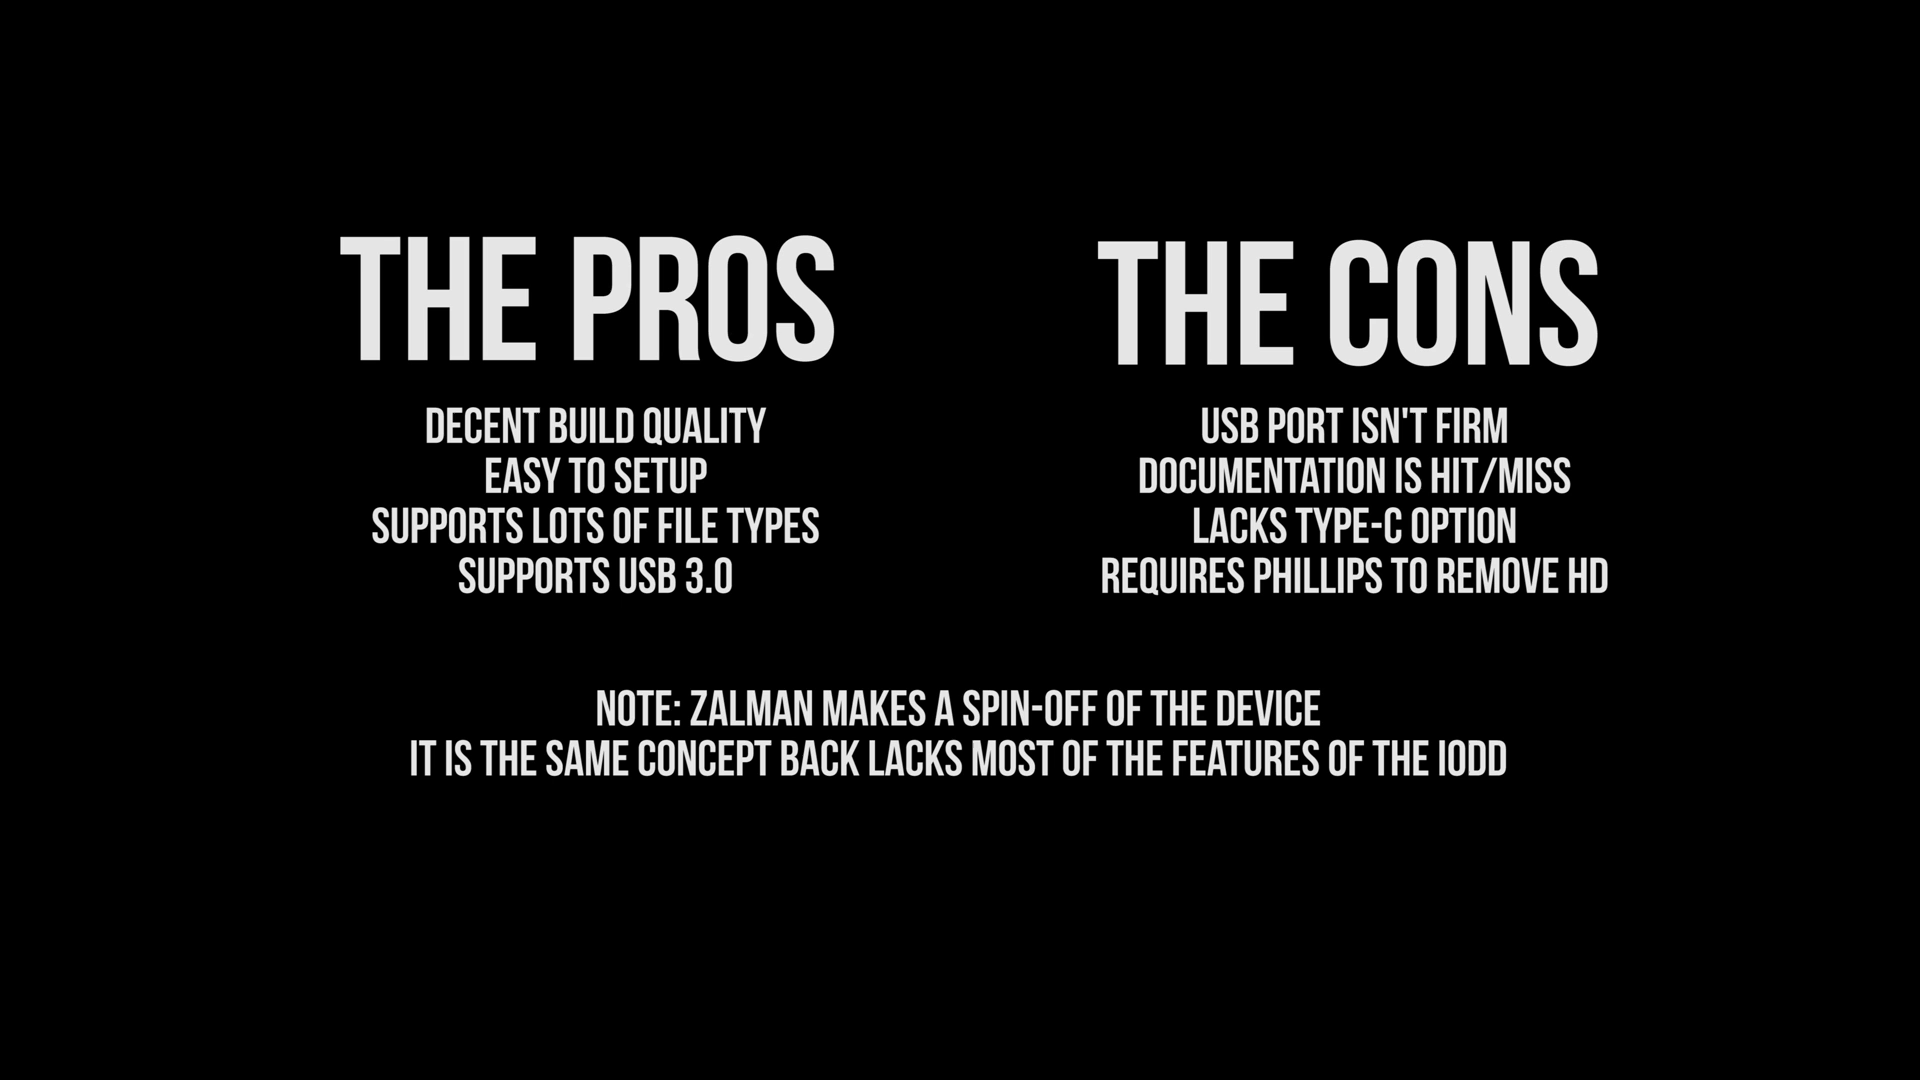 THE PROS
DECENT BUILD QUALITY
EASY TO SETUP
SUPPORTS LOTS OF FILE TYPES
SUPPORTS USB 3.0
THE CONS
USB PORT ISN'T FIRM
DOCUMENTATION IS HIT/MISS
LACKS TYPE-C OPTION
REQUIRES PHILLIPS TO REMOVE HD
NOTE: ZALMAN MAKES A SPIN-OFF OF THE DEVICE
IT IS THE SAME CONCEPT BACK LACKS MOST OF THE FEATURES OF THE IODD